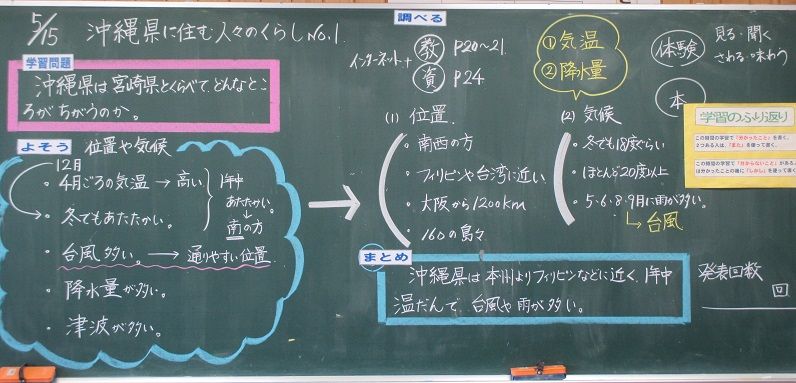 5/15 沖縄県に住む人々のくらし No.1.
学習問題
沖縄県は宮崎県とくらべて、どんなとこ
ろがちがうのか。
よそう 位置や気候
12月
4月ごろの気温 → 高い
・冬でもあたたかい。
1年中
あたたかい。
↓
南の方
・台風多い。→ 通りやすい位置
・降水量が多い。
・津波が多い。
調べる
インターネット+
教 P20~21.
資 P24
①気温
②降水量
体験
見る・聞く
される・味わう
本
(1) 位置.
・南西の方
・フィリピンや台湾に近い
・大阪から1200km
・160の島々
(2) 気候
・冬でも18度ぐらい
・ほとんど20度以上
・5・6・8・9月に雨が多い。
→台風
まとめ
沖縄県は本州よりフィリピンなどに近く、1年中
温だんで、台風や雨が多い。
学習のふり返り
この時間の学習で「分かったこと」を書く。
2つある人は、「また」を使って書く。
この時間の学習で「分からないこと」がある
は分かったことの後に「しかし」を使って書く
発表回数
回